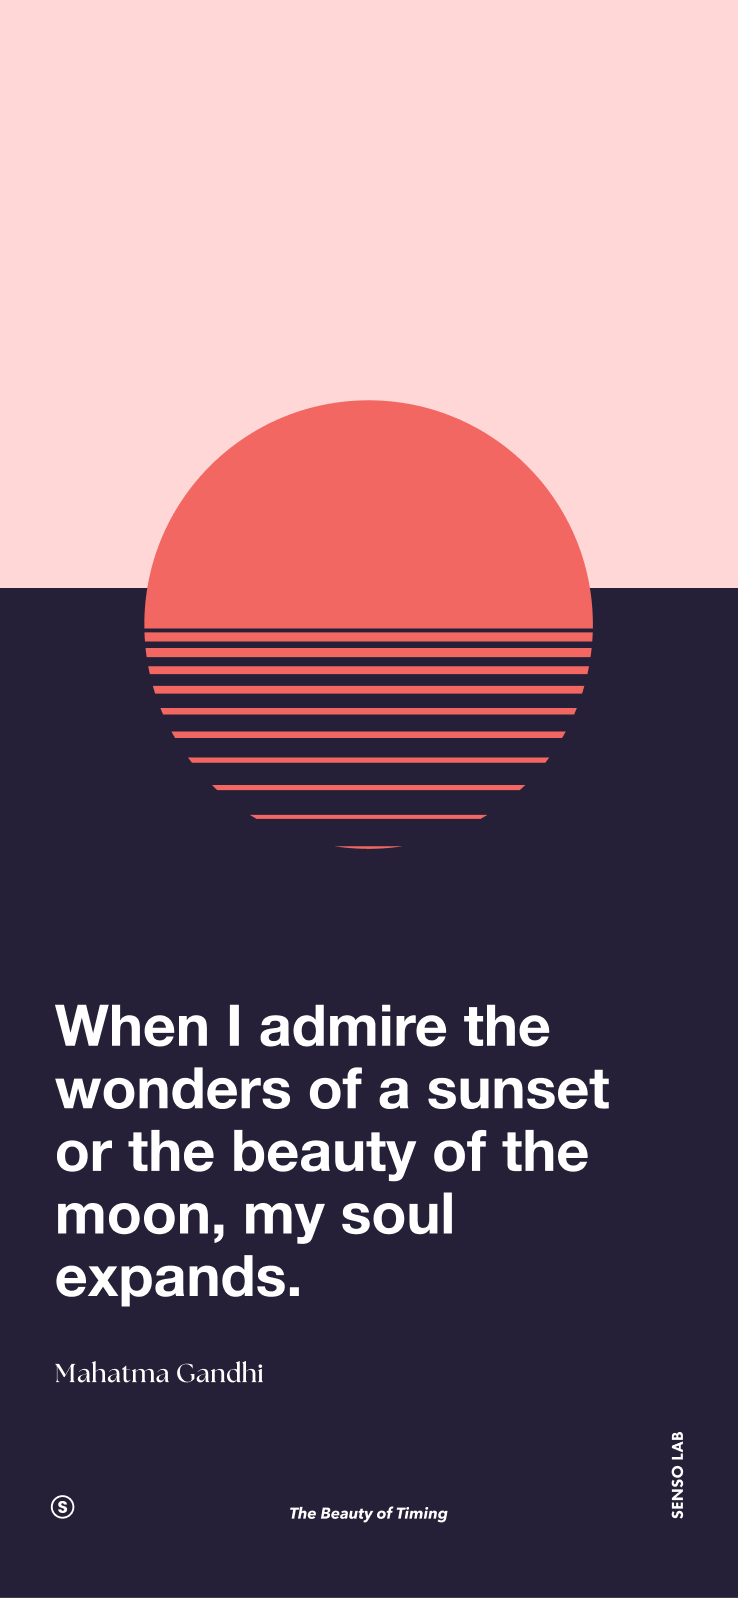 When I admire the
wonders of a sunset
or the beauty of the
moon, my soul
expands.
Mahatma Gandhi
SENSO LAB
S
The Beauty of Timing